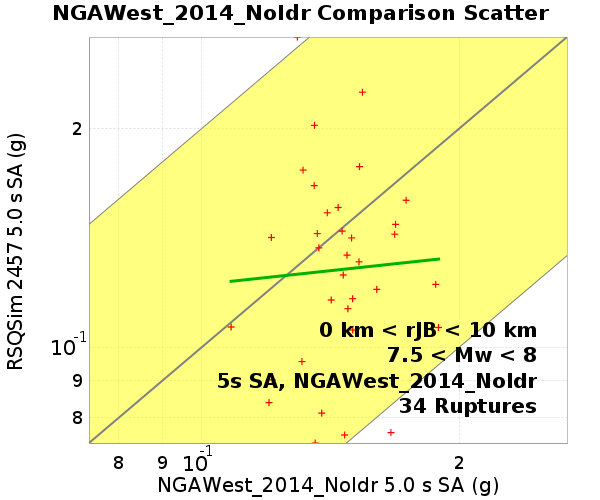 NGAWest_2014_NoIdr Comparison Scatter
RSQSim 2457 5.0 s SA (g)
2
10-1
9
8
0 km < rJB < 10 km
7.5 < Mw < 8
5s SA, NGAWest_2014_NoIdr
34 Ruptures
8 9 10-1 2
NGAWest_2014_NoIdr 5.0 s SA (g)